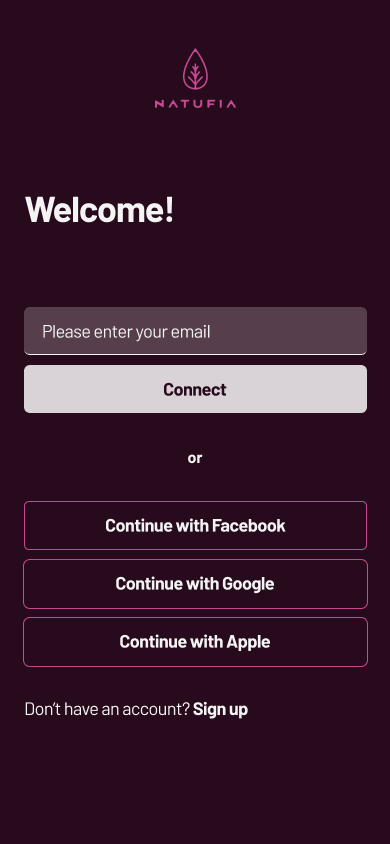 NATUFIA
Welcome!
Please enter your email
Connect
or
Continue with Facebook
Continue with Google
Continue with Apple
Don't have an account? Sign up